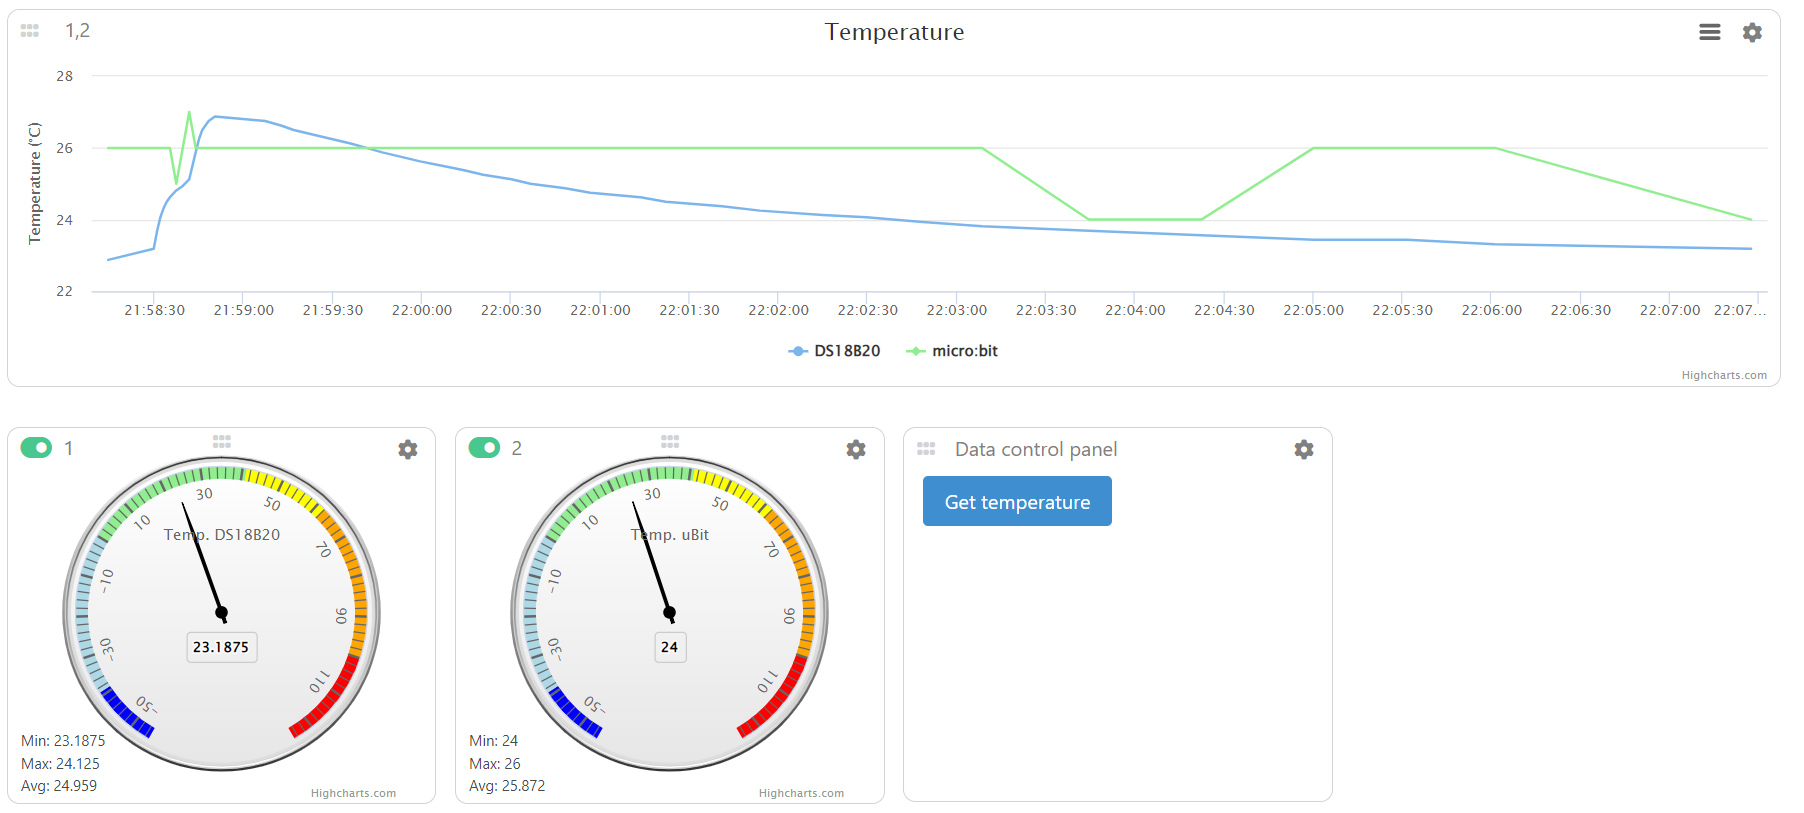 1,2
Temperature
Temperature (°C)
28
26
24
22
21:58:30 21:59:00 21:59:30 22:00:00 22:00:30 22:01:00 22:01:30 22:02:00 22:02:30 22:03:00 22:03:30 22:04:00 22:04:30 22:05:00 22:05:30 22:06:00 22:06:30 22:07:00 22:07...
DS18B20 micro:bit
Highcharts.com
1
-50
-30
-10
10
30
50
70
90
110
Temp. DS18B20
23.1875
Min: 23.1875
Max: 24.125
Avg: 24.959
Highcharts.com
2
-50
-30
-10
10
30
50
70
90
110
Temp. uBit
24
Min: 24
Max: 26
Avg: 25.872
Highcharts.com
Data control panel
Get temperature